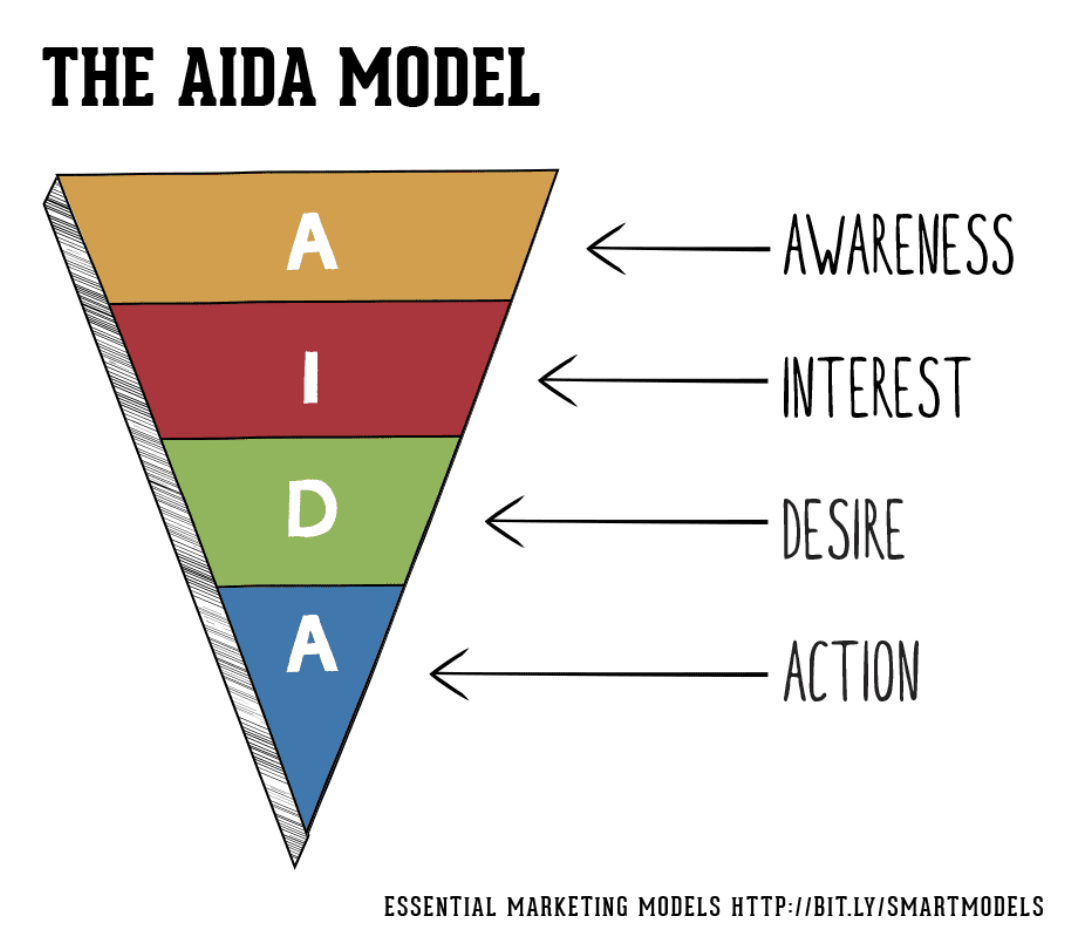 THE AIDA MODEL
A
AWARENESS
I
INTEREST
D
DESIRE
A
ACTION
ESSENTIAL MARKETING MODELS HTTP://BIT.LY/SMARTMODELS